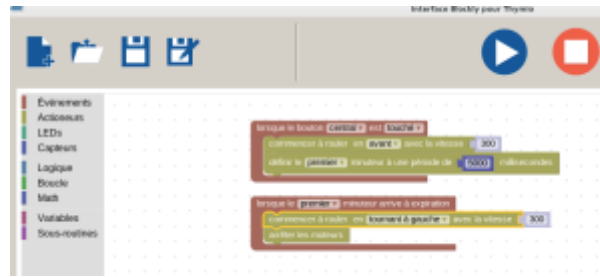 Interface Blockly pour Thymio
Événements
Actionneurs
LEDs
Capteurs
Logique
Boucle
Math
Variables
Sous-routines
lorsque le bouton central est touché
commencer à rouler en avant avec la vitesse 300
définir le premier minuteur à une période de 5000 millisecondes
lorsque le premier minuteur arrive à expiration
commencer à rouler en tournant à gauche avec la vitesse 300
arrêter les moteurs